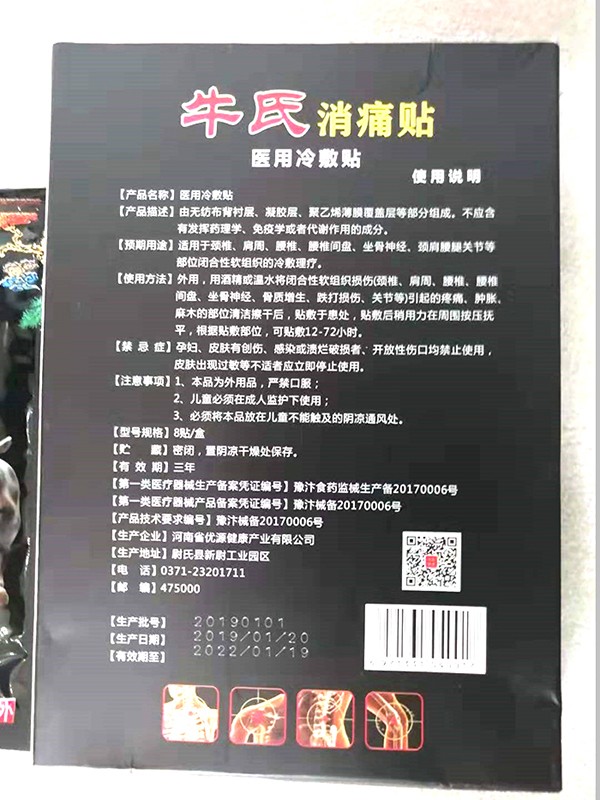 牛氏消痛贴
医用冷敷贴
使用说明
【产品名称】医用冷敷贴
【产品描述】由无纺布背衬层、凝胶层、聚乙烯薄膜覆盖层等部分组成。不应含
有发挥药理学、免疫学或者代谢作用的成分。
【预期用途】适用于颈椎、肩周、腰椎、腰椎间盘、坐骨神经、颈肩腰腿关节等
部位闭合性软组织的冷敷理疗。
【使用方法】外用，用酒精或温水将闭合性软组织损伤(颈椎、肩周、腰椎、腰椎
间盘、坐骨神经、骨质增生、跌打损伤、关节等)引起的疼痛、肿胀、
麻木的部位清洁擦干后，贴敷于患处，贴敷后稍用力在周围按压抚
平，根据贴敷部位，可贴敷12-72小时。
【禁 忌 症】孕妇、皮肤有创伤、感染或溃烂破损者、开放性伤口均禁止使用，
皮肤出现过敏等不适者应立即停止使用。
【注意事项】1、本品为外用品，严禁口服；
2、儿童必须在成人监护下使用；
3、必须将本品放在儿童不能触及的阴凉通风处。
【型号规格】8贴/盒
【贮 藏】密闭，置阴凉干燥处保存。
【有 效 期】三年
【第一类医疗器械生产备案凭证编号】豫汴食药监械生产备20170006号
【第一类医疗器械产品备案凭证编号】豫汴械备20170006号
【产品技术要求编号】豫汴械备20170006号
【生产企业】河南省优源健康产业有限公司
【生产地址】尉氏县新尉工业园区
【电 话】0371-23201711
【邮 编】475000
【生产批号】20190101
【生产日期】2019/01/20
【有效期至】2022/01/19
外